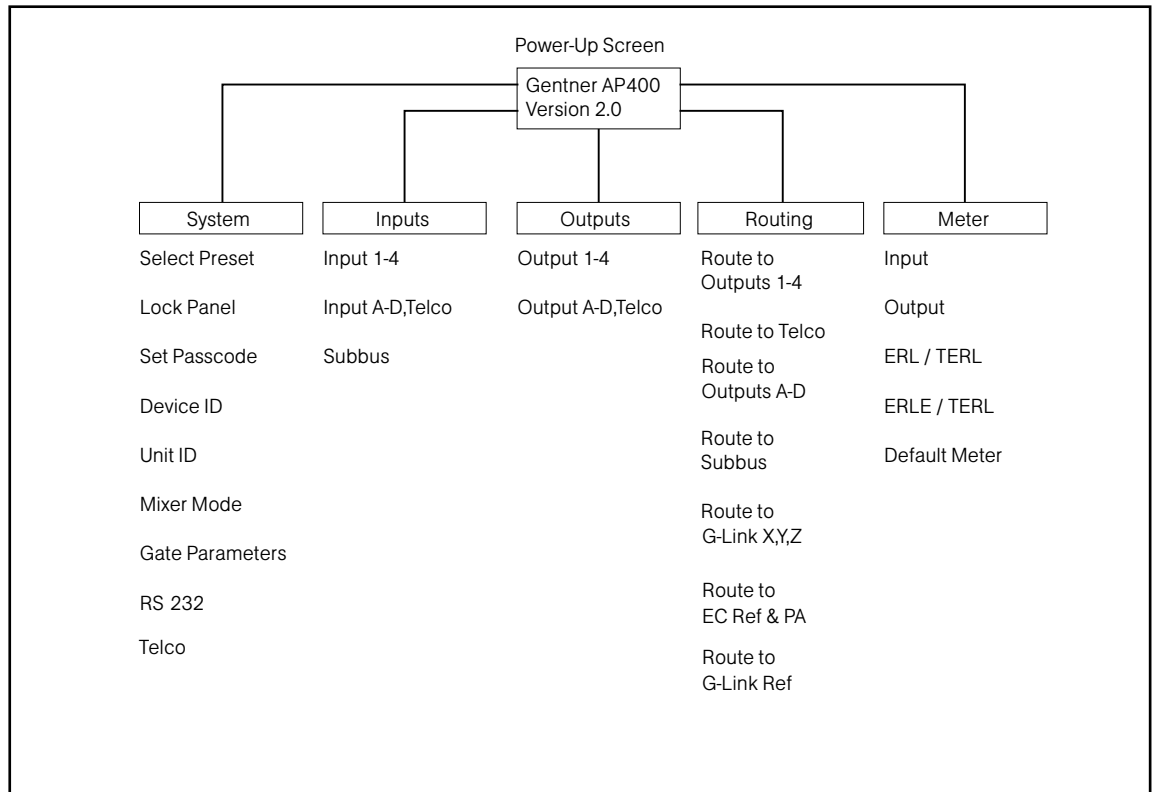 Power-Up Screen
Gentner AP400
Version 2.0
System
Select Preset
Lock Panel
Set Passcode
Device ID
Unit ID
Mixer Mode
Gate Parameters
RS 232
Telco
Inputs
Input 1-4
Input A-D,Telco
Subbus
Outputs
Output 1-4
Output A-D,Telco
Routing
Route to
Outputs 1-4
Route to Telco
Route to
Outputs A-D
Route to
Subbus
Route to
G-Link X,Y,Z
Route to
EC Ref & PA
Route to
G-Link Ref
Meter
Input
Output
ERL / TERL
ERLE / TERL
Default Meter